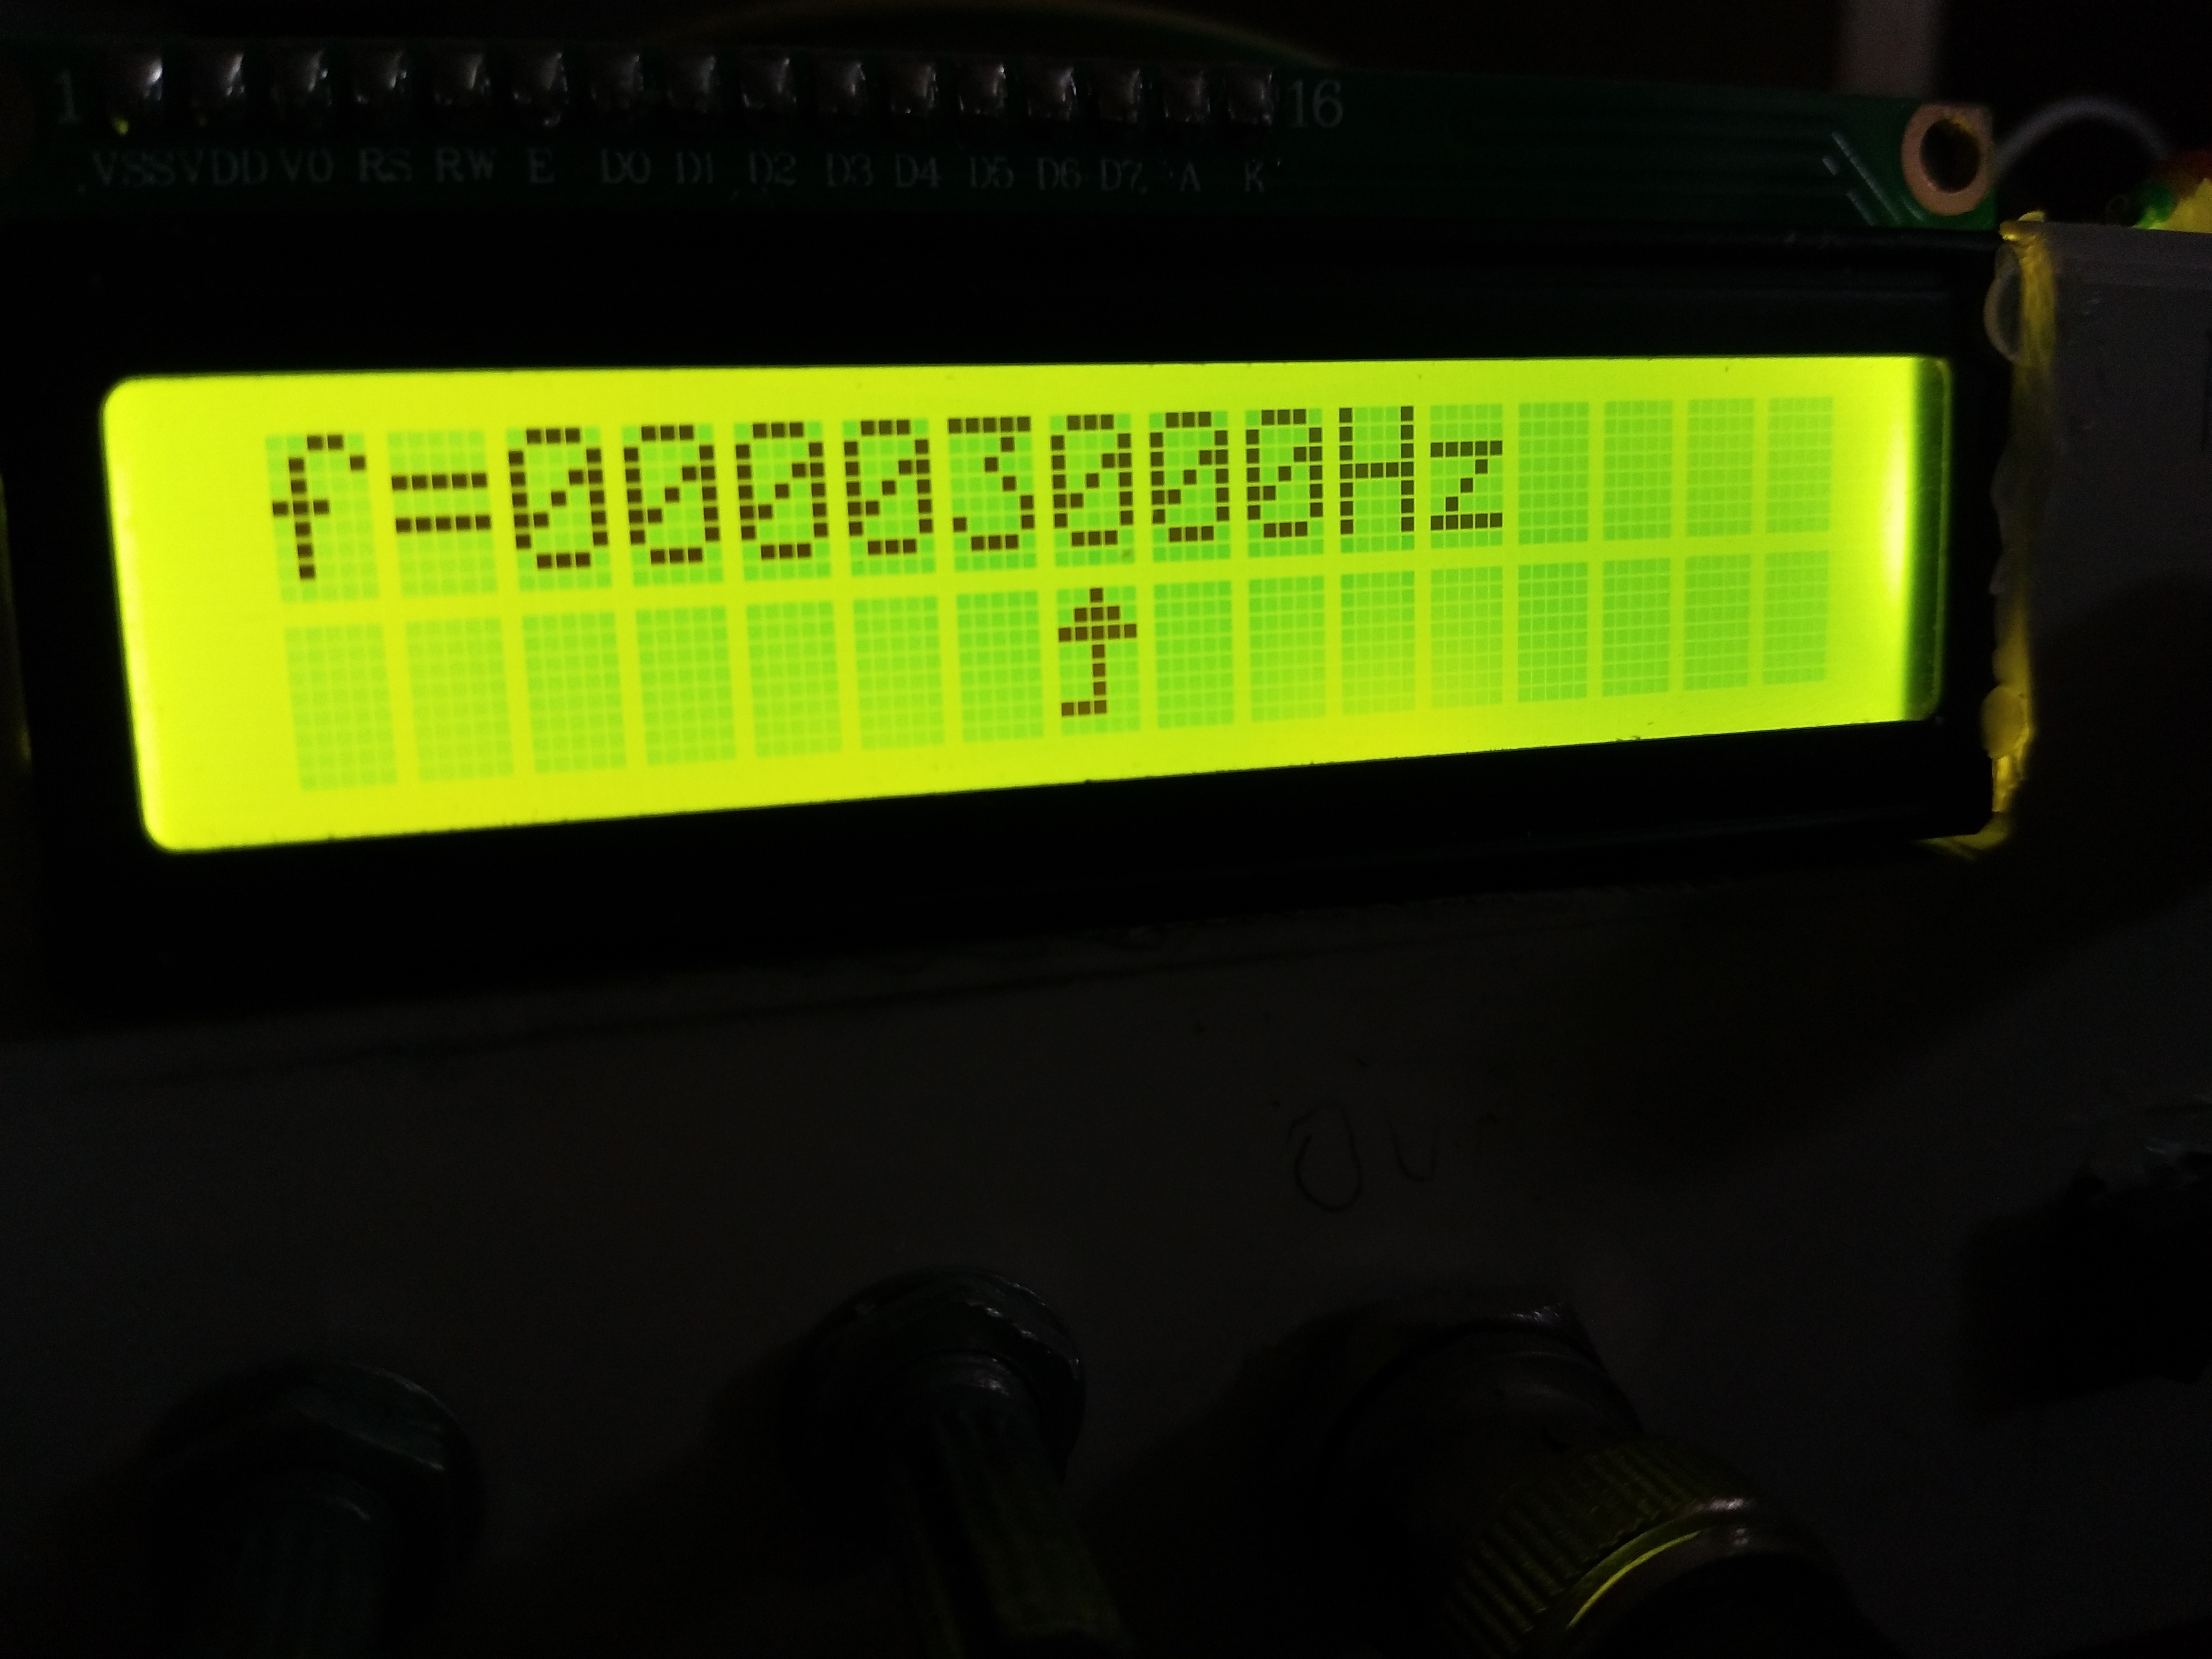 1 16
VSS VDD V0 RS RW E D0 D1 D2 D3 D4 D5 D6 D7 A K
f=00003000Hz
↑